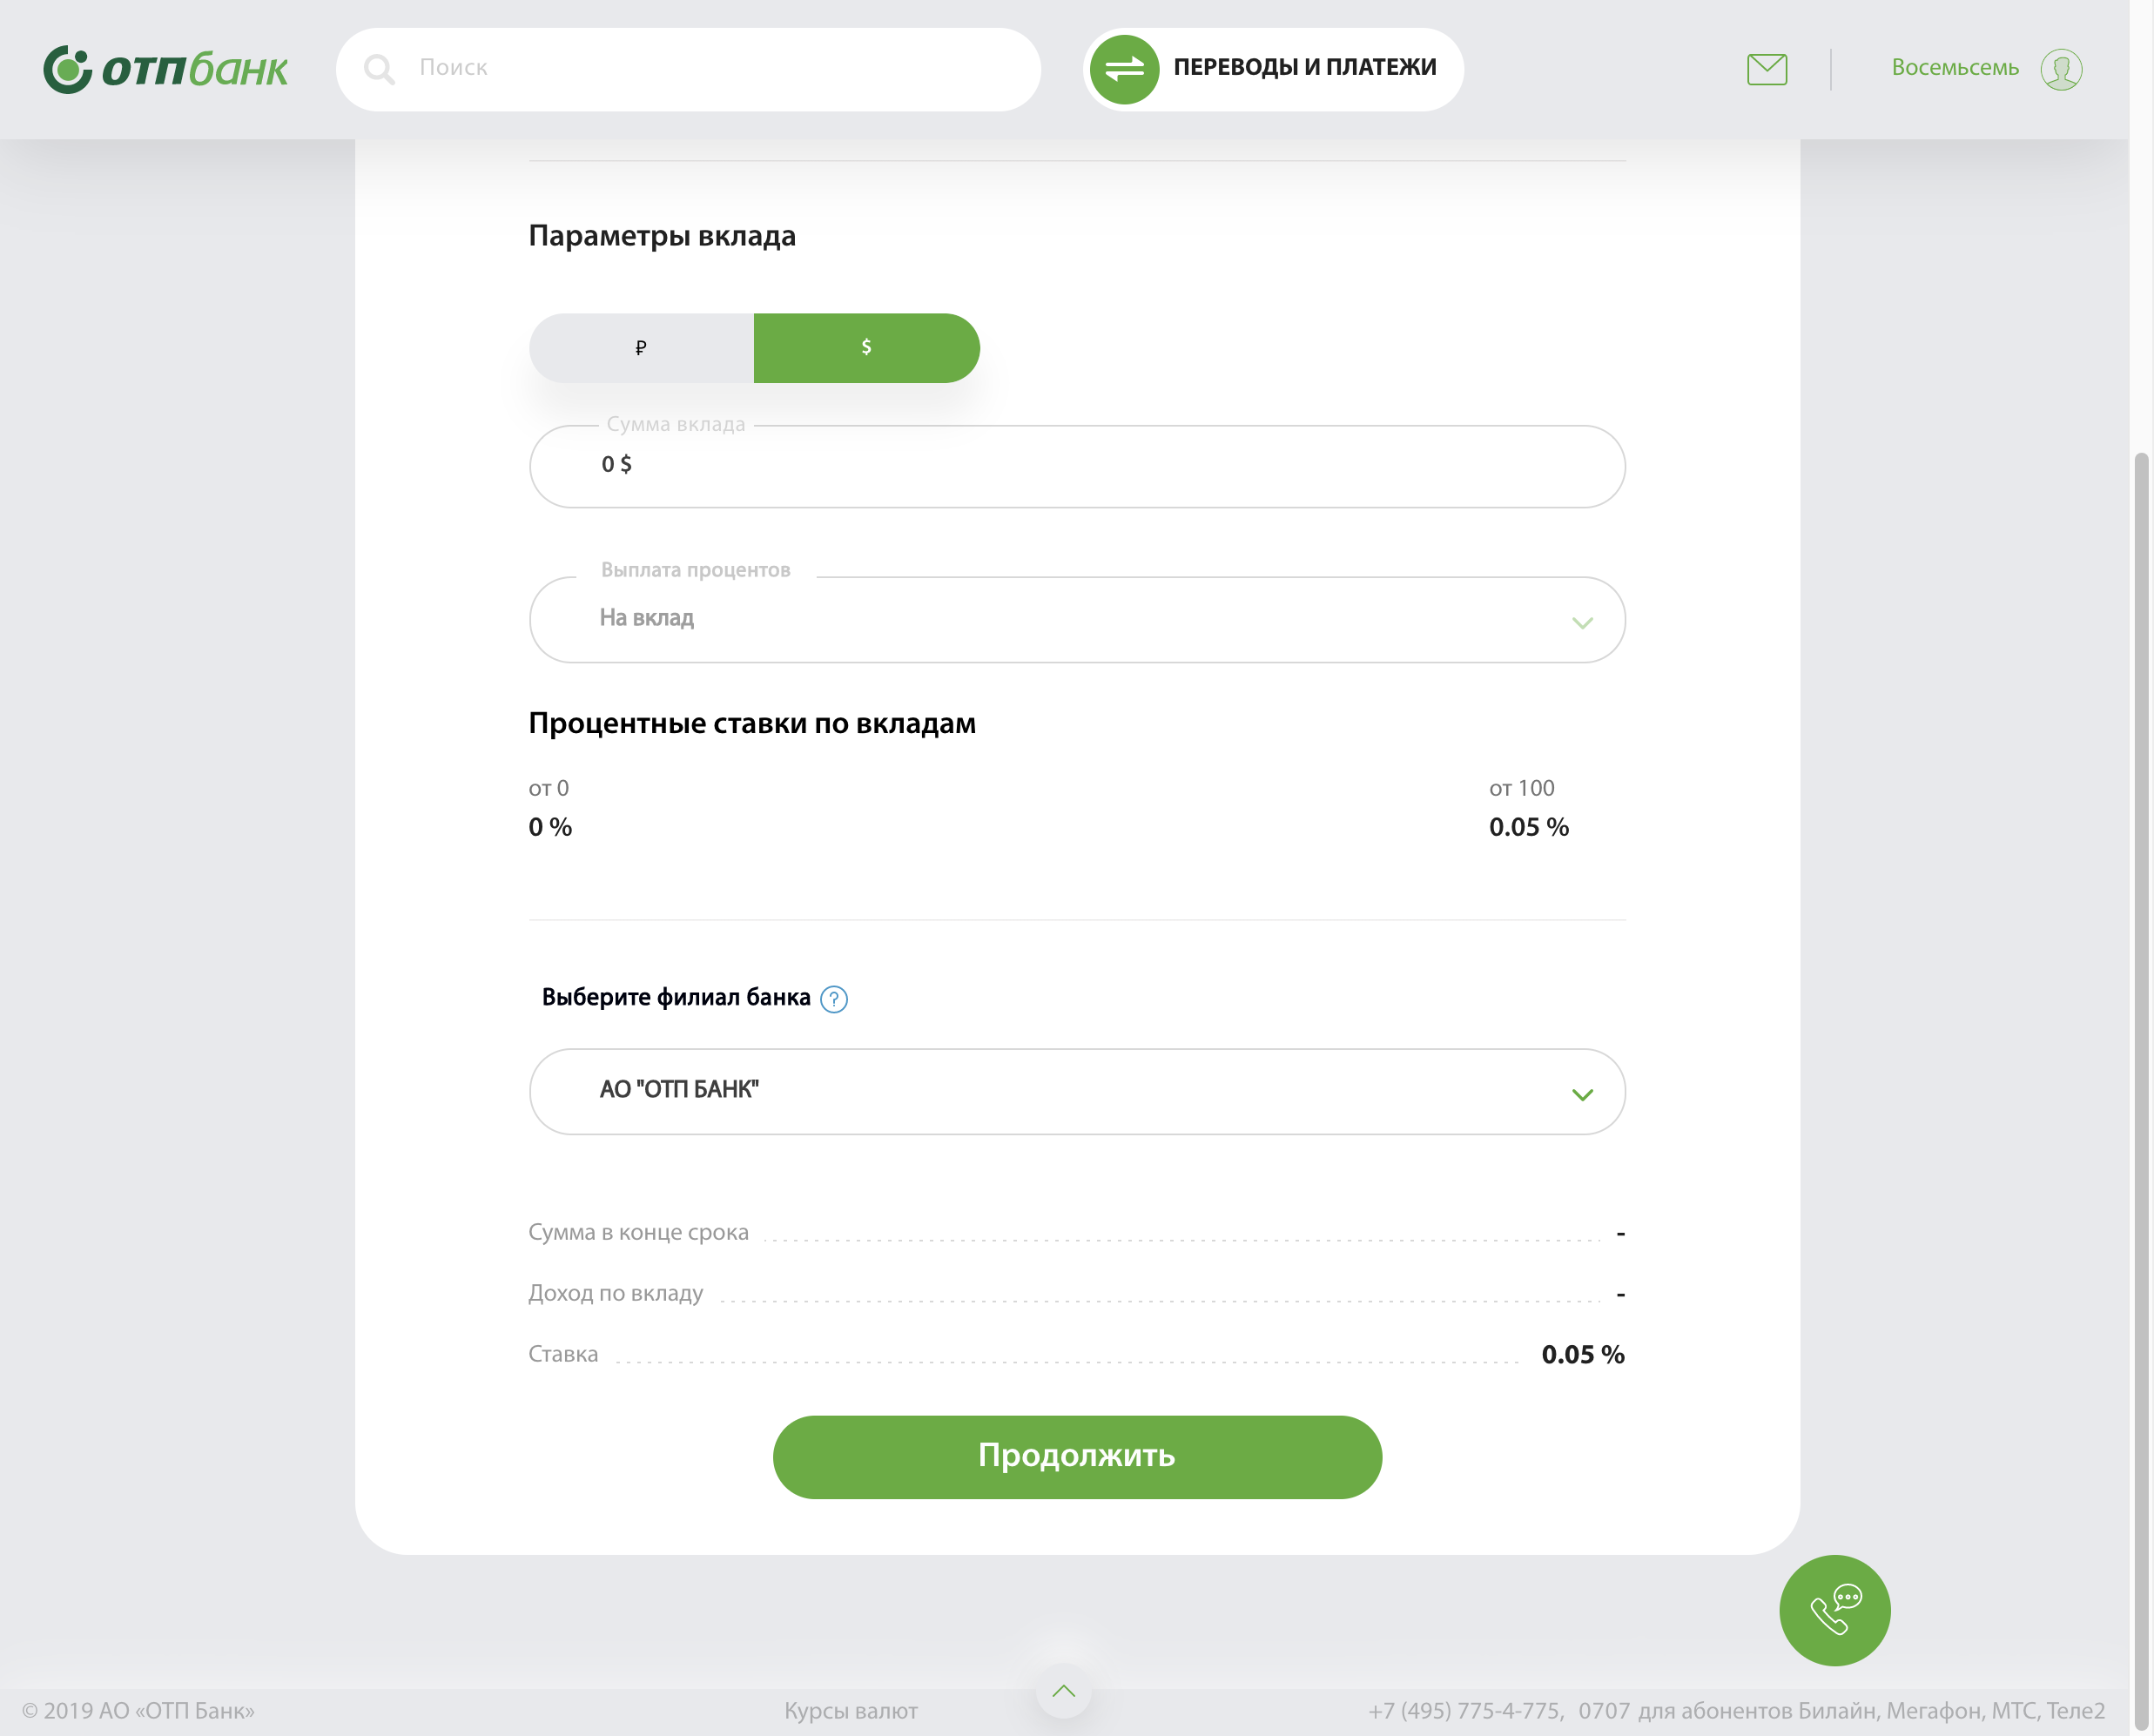 отпбанк
Поиск
ПЕРЕВОДЫ И ПЛАТЕЖИ
Восемьсемь
Параметры вклада
₽
$
Сумма вклада
0 $
Выплата процентов
На вклад
Процентные ставки по вкладам
от 0
от 100
0 %
0.05 %
Выберите филиал банка ?
АО "ОТП БАНК"
Сумма в конце срока -
Доход по вкладу -
Ставка 0.05 %
Продолжить
© 2019 АО «ОТП Банк»
Курсы валют
+7 (495) 775-4-775, 0707 для абонентов Билайн, Мегафон, МТС, Теле2